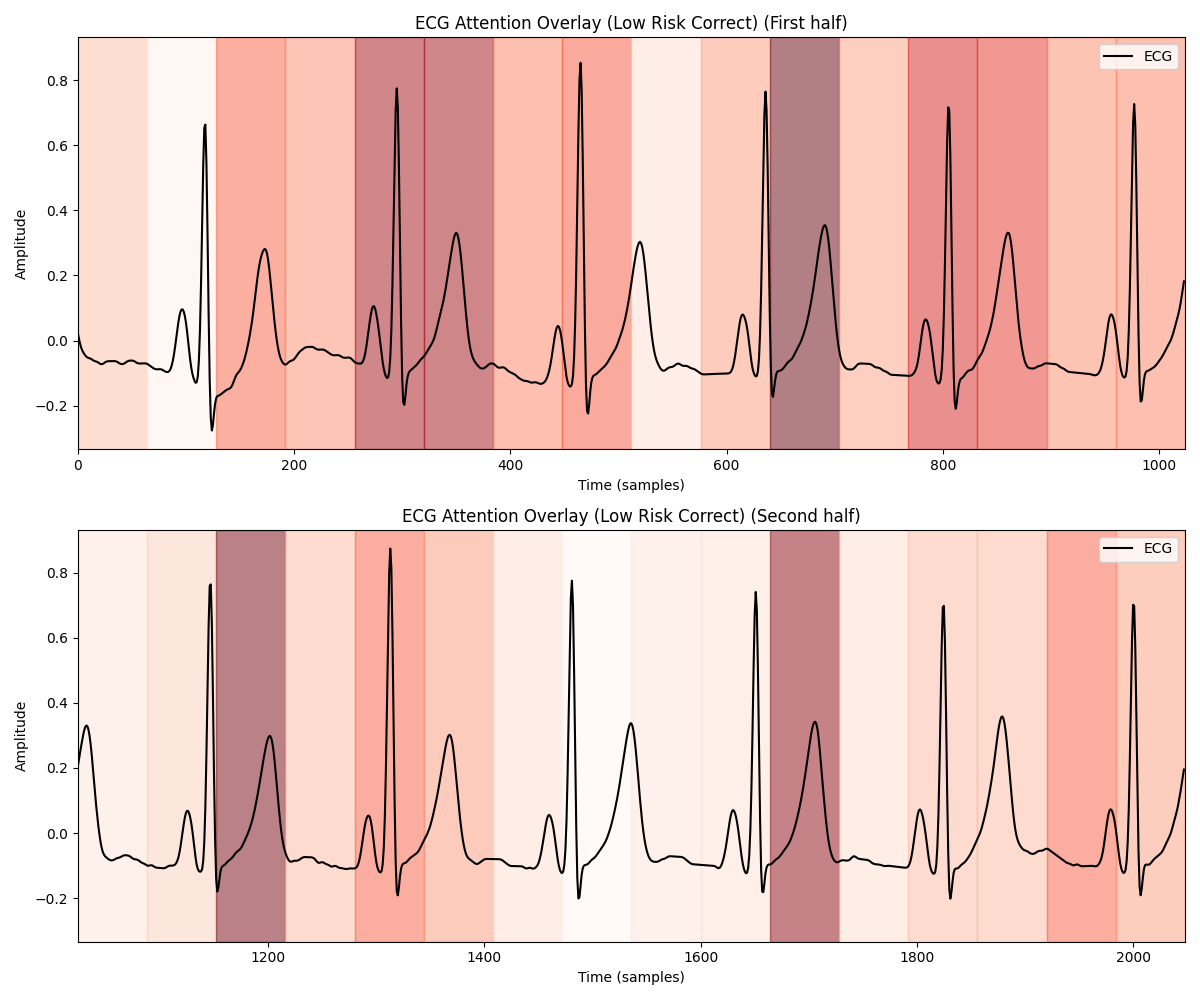 ECG Attention Overlay (Low Risk Correct) (First half)
ECG
0.8
0.6
0.4
0.2
0.0
−0.2
Amplitude
0 200 400 600 800 1000
Time (samples)
ECG Attention Overlay (Low Risk Correct) (Second half)
ECG
0.8
0.6
0.4
0.2
0.0
−0.2
Amplitude
1200 1400 1600 1800 2000
Time (samples)